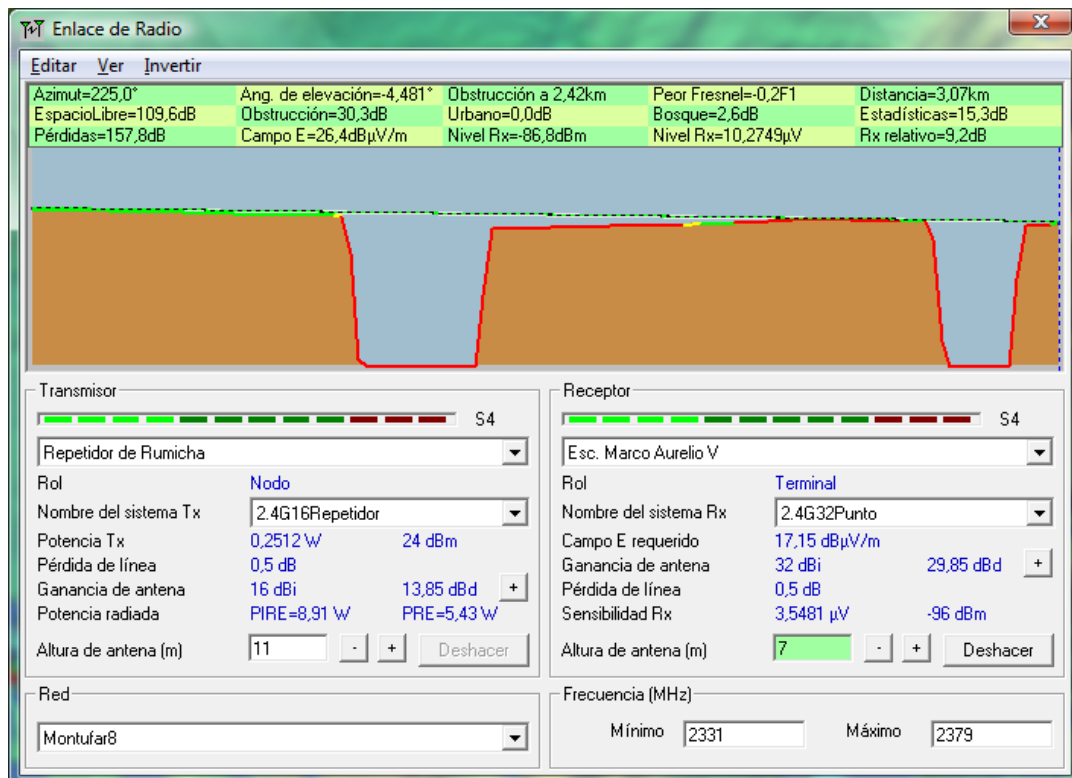 Enlace de Radio
Editar Ver Invertir
Azimut=225,0° Ang. de elevación=-4,481° Obstrucción a 2,42km Peor Fresnel=-0,2F1 Distancia=3,07km
EspacioLibre=109,6dB Obstrucción=30,3dB Urbano=0,0dB Bosque=2,6dB Estadísticas=15,3dB
Pérdidas=157,8dB Campo E=26,4dBµV/m Nivel Rx=-86,8dBm Nivel Rx=10,2749µV Rx relativo=9,2dB
Transmisor
S4
Repetidor de Rumicha
Rol Nodo
Nombre del sistema Tx 2.4G16Repetidor
Potencia Tx 0,2512 W 24 dBm
Pérdida de línea 0,5 dB
Ganancia de antena 16 dBi 13,85 dBd +
Potencia radiada PIRE=8,91 W PRE=5,43 W
Altura de antena (m) 11 - + Deshacer
Red
Montufar8
Receptor
S4
Esc. Marco Aurelio V
Rol Terminal
Nombre del sistema Rx 2.4G32Punto
Campo E requerido 17,15 dBµV/m
Ganancia de antena 32 dBi 29,85 dBd +
Pérdida de línea 0,5 dB
Sensibilidad Rx 3,5481 µV -96 dBm
Altura de antena (m) 7 - + Deshacer
Frecuencia (MHz)
Mínimo 2331 Máximo 2379